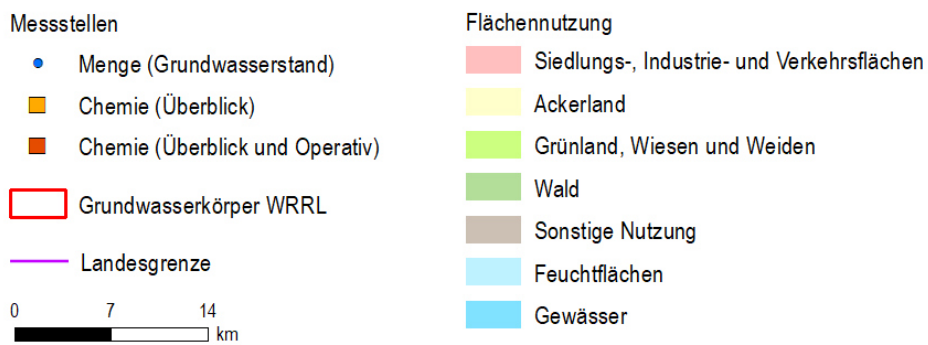 Messstellen
Menge (Grundwasserstand)
Chemie (Überblick)
Chemie (Überblick und Operativ)
Grundwasserkörper WRRL
Landesgrenze
0 7 14
km
Flächennutzung
Siedlungs-, Industrie- und Verkehrsflächen
Ackerland
Grünland, Wiesen und Weiden
Wald
Sonstige Nutzung
Feuchtflächen
Gewässer